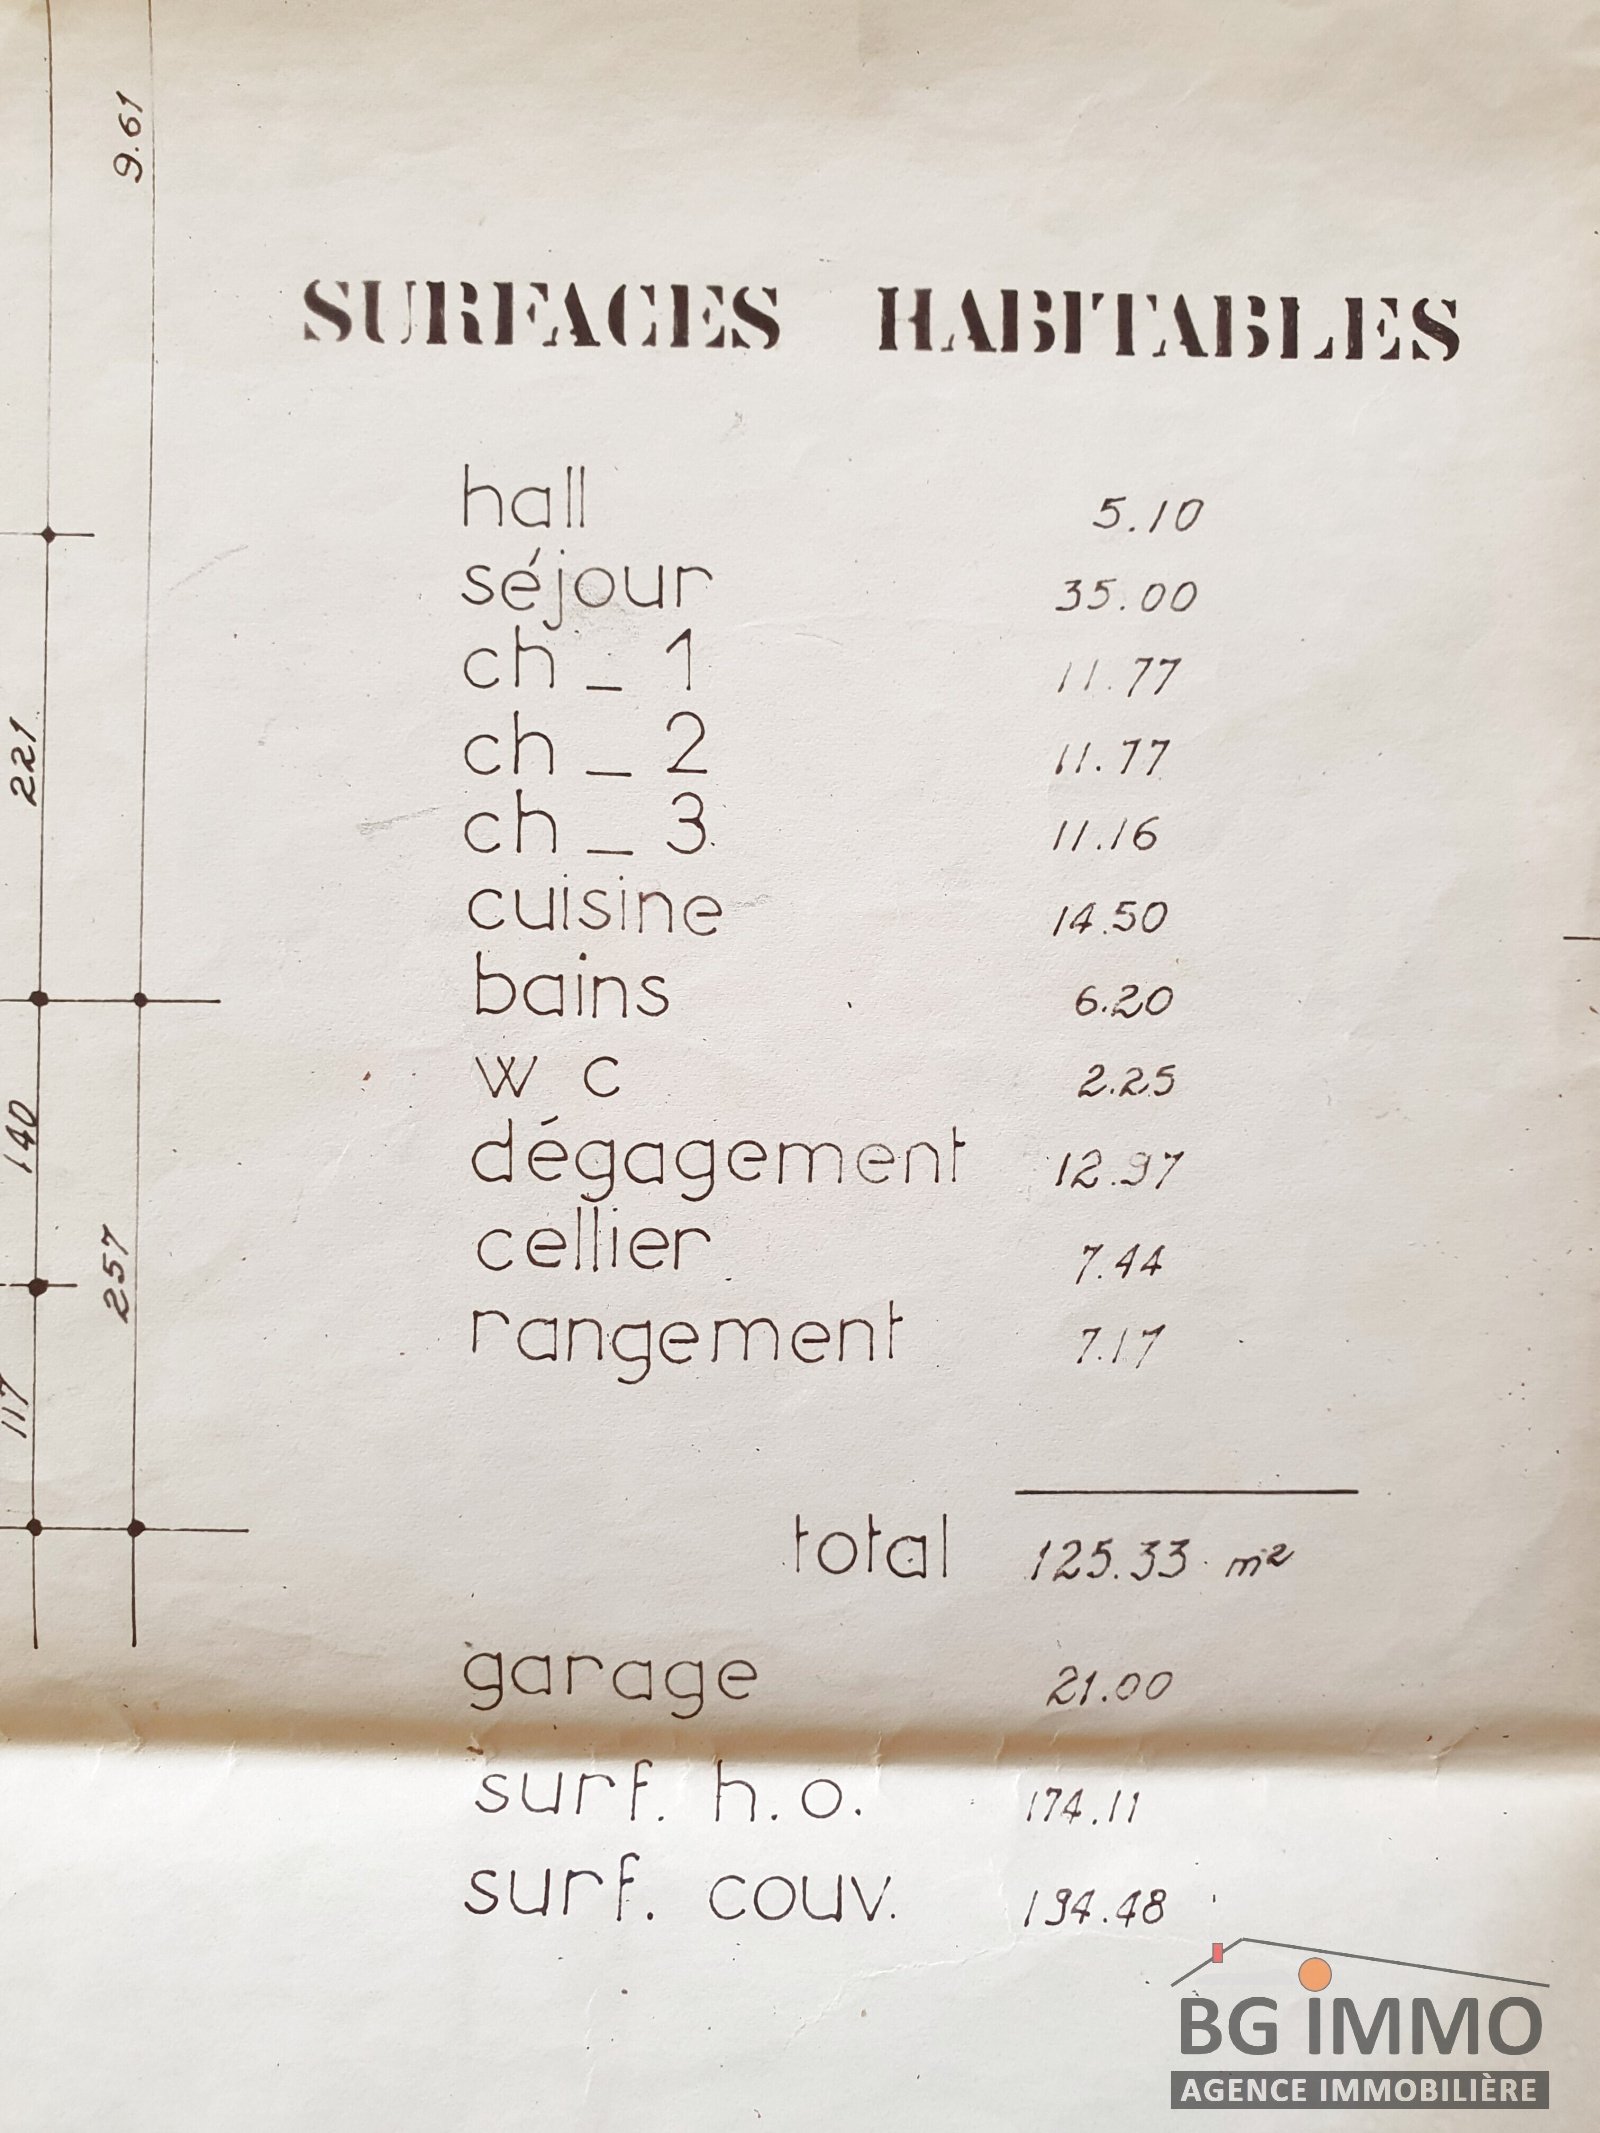 9.61
SURFACES HABITABLES
hall 5.10
séjour 35.00
ch _ 1 11.77
ch _ 2 11.77
221
ch _ 3 11.16
cuisine 14.50
bains 6.20
w c 2.25
140
dégagement 12.97
cellier 7.44
257
rangement 7.17
117
total 125.33 m²
garage 21.00
surf. h.o. 174.11
surf. couv. 194.48
BG IMMO
AGENCE IMMOBILIÈRE